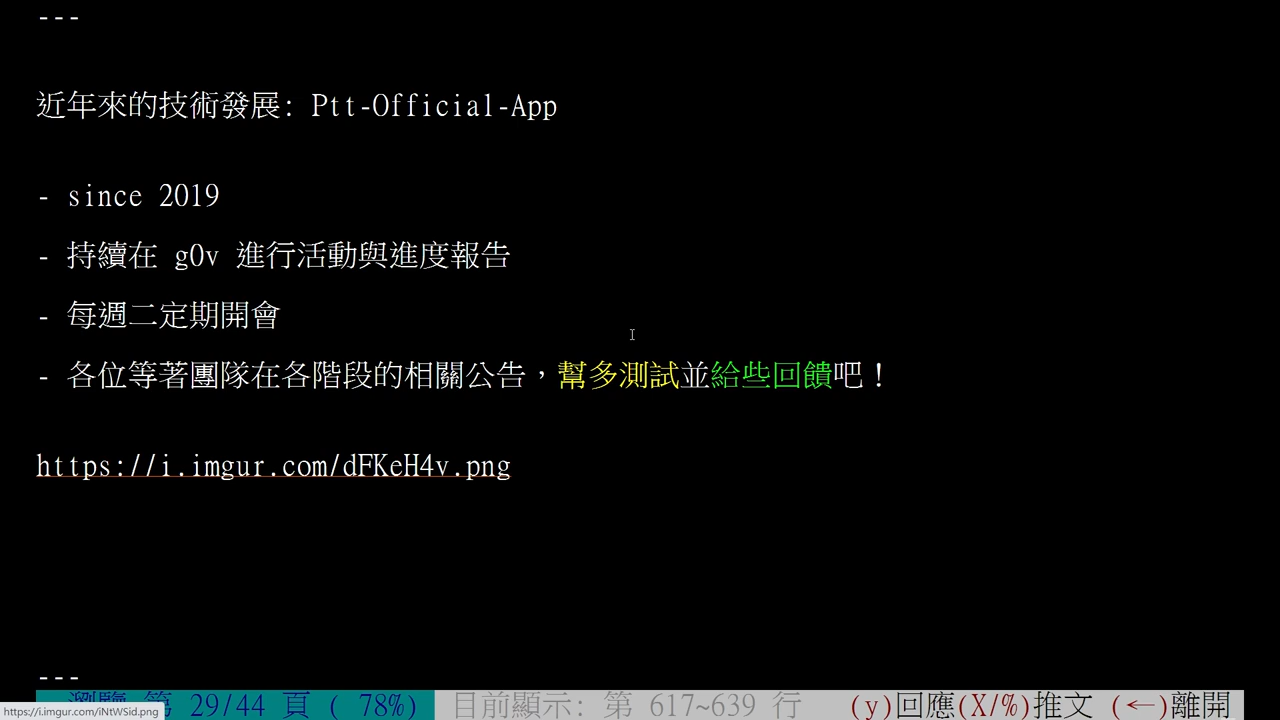 ---
近年來的技術發展: Ptt-Official-App
- since 2019
- 持續在 g0v 進行活動與進度報告
- 每週二定期開會
- 各位等著團隊在各階段的相關公告，幫多測試並給些回饋吧！
https://i.imgur.com/dFKeH4v.png
---
瀏覽 第 29/44 頁 ( 78%) 目前顯示: 第 617~639 行 (y)回應(X/%)推文 (←)離開
https://i.imgur.com/iNtWSid.png